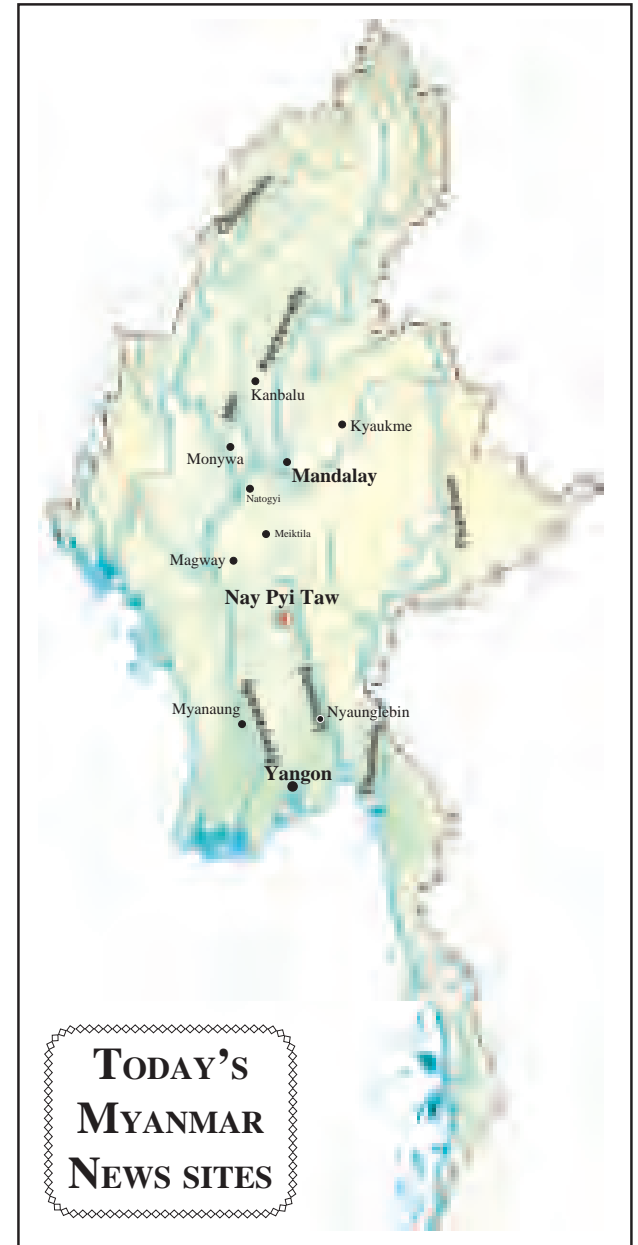 Kanbalu
Kyaukme
Monywa
Mandalay
Natogyi
Meiktila
Magway
Nay Pyi Taw
Myanaung
Nyaunglebin
Yangon
TODAY'S
MYANMAR
NEWS SITES